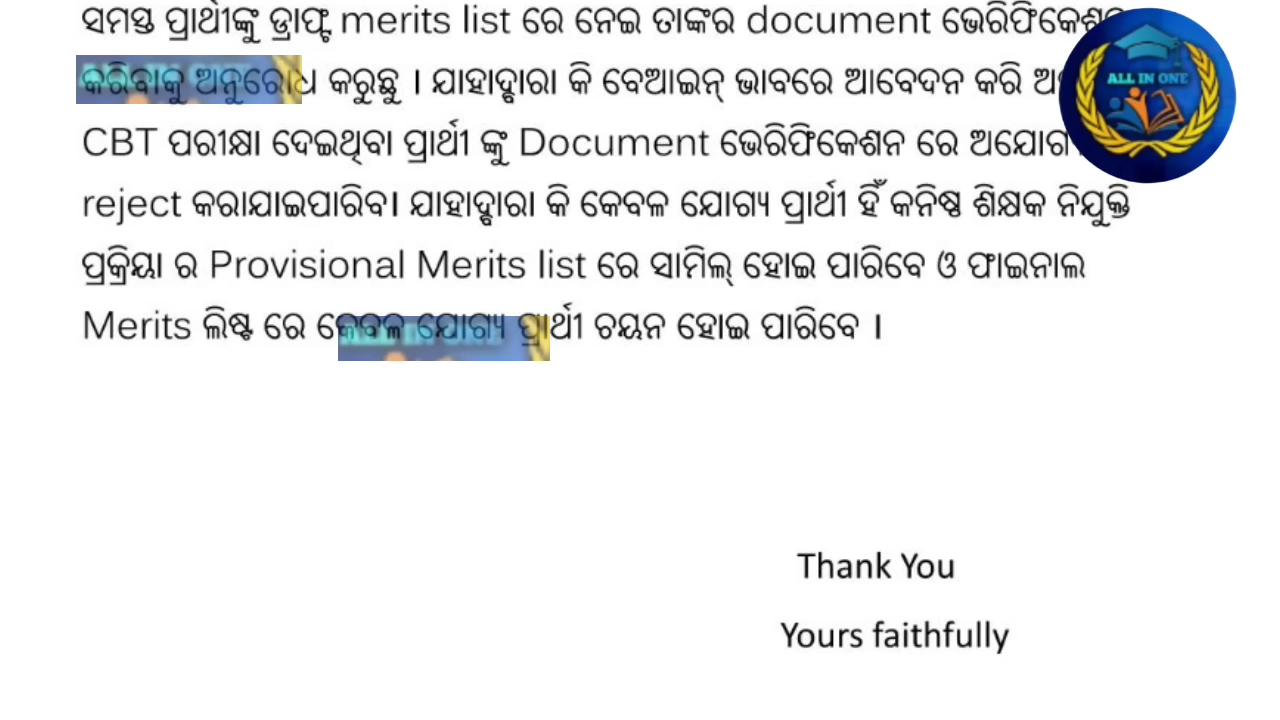 ସମସ୍ତ ପ୍ରାର୍ଥୀଙ୍କୁ ଡ୍ରାଫ୍ଟ merits list ରେ ନେଇ ତାଙ୍କର document ଭେରିଫିକେଶନ
କରିବାକୁ ଅନୁରୋଧ କରୁଛୁ । ଯାହାଦ୍ବାରା କି ବେଆଇନ୍ ଭାବରେ ଆବେଦନ କରି
CBT ପରୀକ୍ଷା ଦେଇଥିବା ପ୍ରାର୍ଥୀ ଙ୍କୁ Document ଭେରିଫିକେଶନ ରେ
reject କରାଯାଇପାରିବ। ଯାହାଦ୍ବାରା କି କେବଳ ଯୋଗ୍ୟ ପ୍ରାର୍ଥୀ ହିଁ କନିଷ୍ଠ ଶିକ୍ଷକ ନିଯୁକ୍ତି
ପ୍ରକ୍ରିୟା ର Provisional Merits list ରେ ସାମିଲ୍ ହୋଇ ପାରିବେ ଓ ଫାଇନାଲ
Merits ଲିଷ୍ଟ ରେ କେବଳ ଯୋଗ୍ୟ ପ୍ରାର୍ଥୀ ଚୟନ ହୋଇ ପାରିବେ ।
ALL IN ONE
Thank You
Yours faithfully